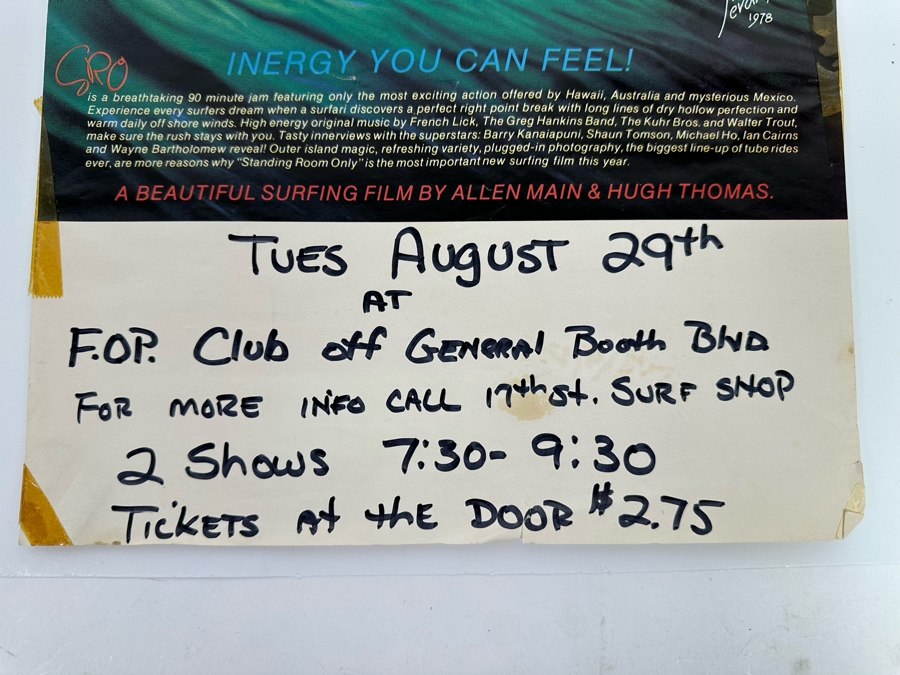 1978
INERGY YOU CAN FEEL!
SRO
is a breathtaking 90 minute jam featuring only the most exciting action offered by Hawaii, Australia and mysterious Mexico.
Experience every surfers dream when a surfari discovers a perfect right point break with long lines of dry hollow perfection and
warm daily off shore winds. High energy original music by French Lick, The Greg Hankins Band, The Kuhr Bros. and Walter Trout,
make sure the rush stays with you. Tasty innerviews with the superstars: Barry Kanaiapuni, Shaun Tomson, Michael Ho, Ian Cairns
and Wayne Bartholomew reveal! Outer island magic, refreshing variety, plugged-in photography, the biggest line-up of tube rides
ever, are more reasons why "Standing Room Only" is the most important new surfing film this year.
A BEAUTIFUL SURFING FILM BY ALLEN MAIN & HUGH THOMAS.
TUES AUGUST 29th
AT
F.O.P. Club off GENERAl Booth Blvd
FOR MORE INFO CALL 17th St. SURF SHOP
2 Shows 7:30- 9:30
TICKETS At thE DOOR $2.75